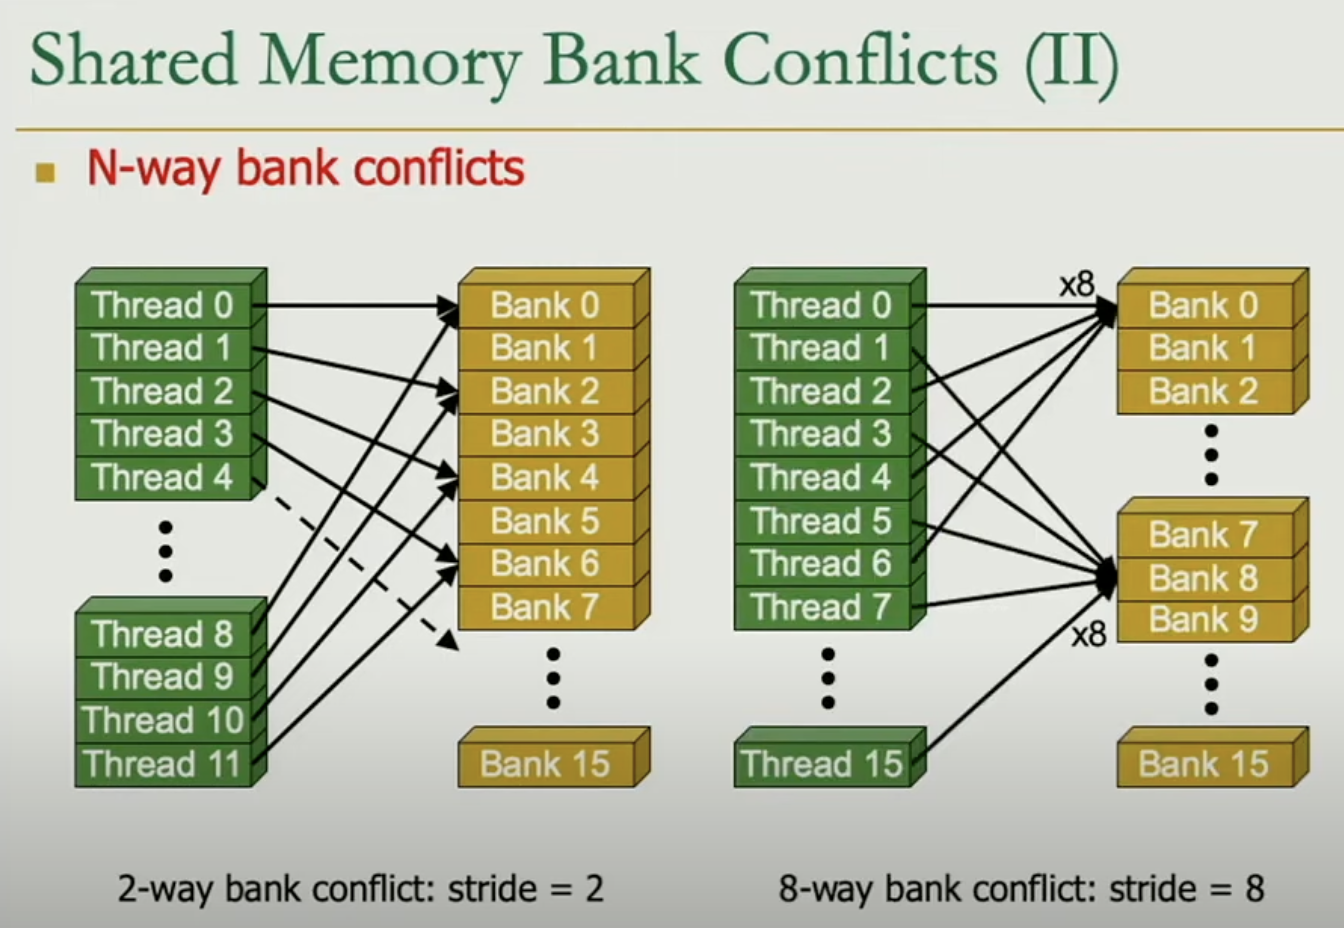 Shared Memory Bank Conflicts (II)
N-way bank conflicts
Thread 0
Thread 1
Thread 2
Thread 3
Thread 4
Thread 8
Thread 9
Thread 10
Thread 11
Bank 0
Bank 1
Bank 2
Bank 3
Bank 4
Bank 5
Bank 6
Bank 7
Bank 15
2-way bank conflict: stride = 2
Thread 0
Thread 1
Thread 2
Thread 3
Thread 4
Thread 5
Thread 6
Thread 7
Thread 15
x8
x8
Bank 0
Bank 1
Bank 2
Bank 7
Bank 8
Bank 9
Bank 15
8-way bank conflict: stride = 8